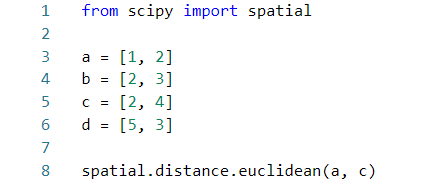 1 from scipy import spatial
2
3 a = [1, 2]
4 b = [2, 3]
5 c = [2, 4]
6 d = [5, 3]
7
8 spatial.distance.euclidean(a, c)